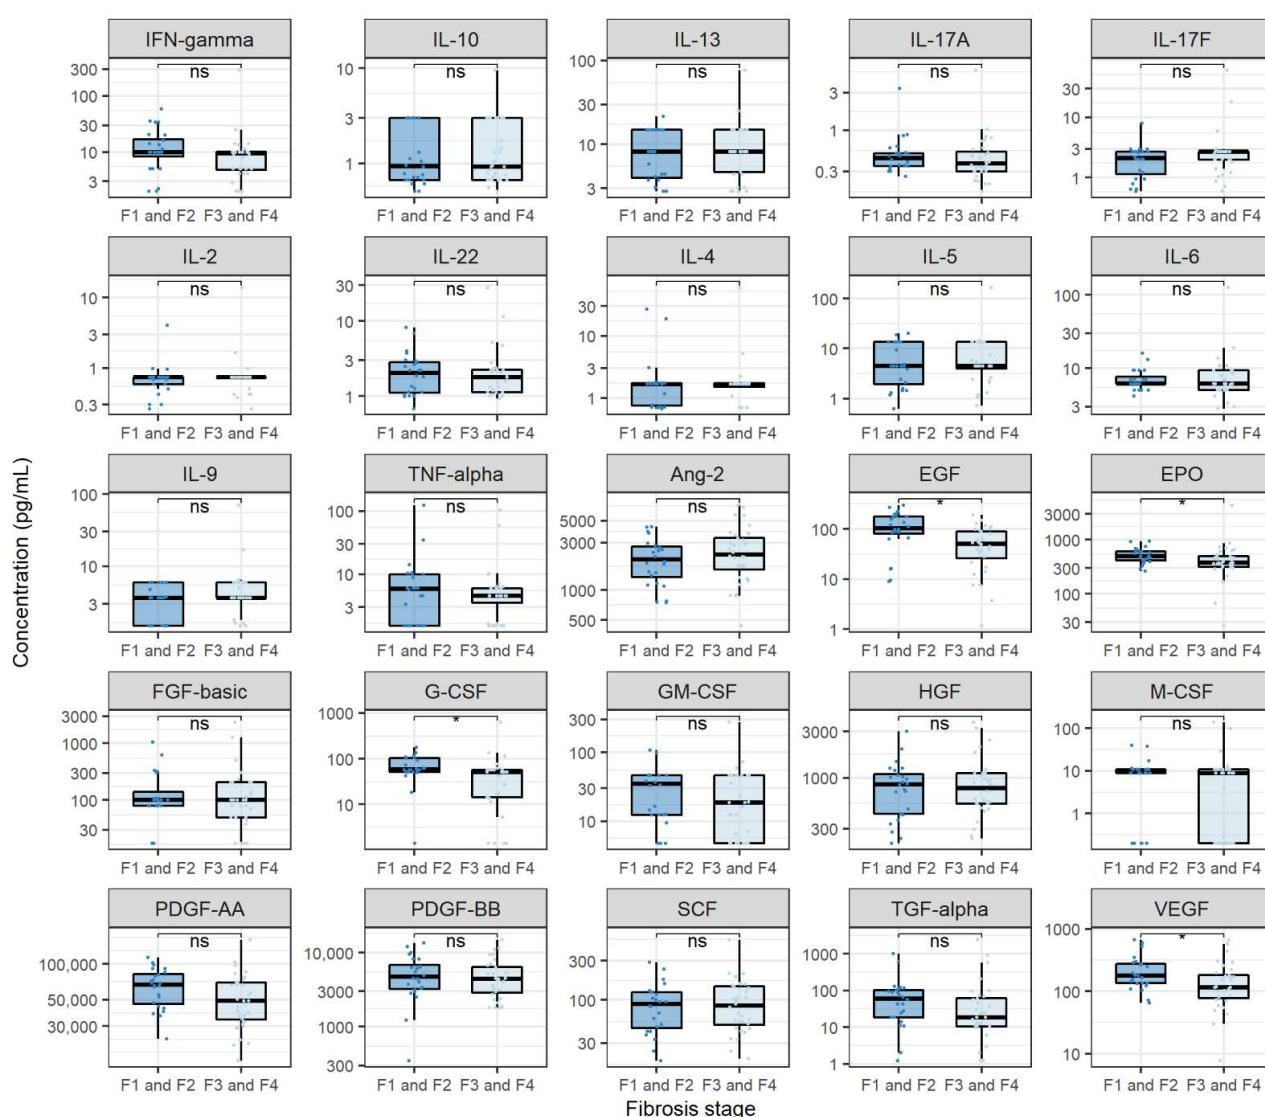 IFN-gamma IL-10 IL-13 IL-17A IL-17F
300 100 30 10 3 ns
10 3 1 ns
100 30 10 3 ns
3 1 0.3 ns
30 10 3 1 ns
F1 and F2 F3 and F4 F1 and F2 F3 and F4 F1 and F2 F3 and F4 F1 and F2 F3 and F4 F1 and F2 F3 and F4
IL-2 IL-22 IL-4 IL-5 IL-6
10 3 1 0.3 ns
30 10 3 1 ns
30 10 3 1 ns
100 10 1 ns
100 30 10 3 ns
F1 and F2 F3 and F4 F1 and F2 F3 and F4 F1 and F2 F3 and F4 F1 and F2 F3 and F4 F1 and F2 F3 and F4
Concentration (pg/mL)
IL-9 TNF-alpha Ang-2 EGF EPO
100 30 10 3 ns
100 30 10 3 ns
5000 3000 1000 500 ns
100 10 1 *
3000 1000 300 100 30 *
F1 and F2 F3 and F4 F1 and F2 F3 and F4 F1 and F2 F3 and F4 F1 and F2 F3 and F4 F1 and F2 F3 and F4
FGF-basic G-CSF GM-CSF HGF M-CSF
3000 1000 300 100 30 ns
1000 100 10 *
300 100 30 10 ns
3000 1000 300 ns
100 10 1 ns
F1 and F2 F3 and F4 F1 and F2 F3 and F4 F1 and F2 F3 and F4 F1 and F2 F3 and F4 F1 and F2 F3 and F4
PDGF-AA PDGF-BB SCF TGF-alpha VEGF
100,000 50,000 30,000 ns
10,000 3000 1000 300 ns
300 100 30 ns
1000 100 10 1 ns
1000 100 10 *
F1 and F2 F3 and F4 F1 and F2 F3 and F4 F1 and F2 F3 and F4 F1 and F2 F3 and F4 F1 and F2 F3 and F4
Fibrosis stage